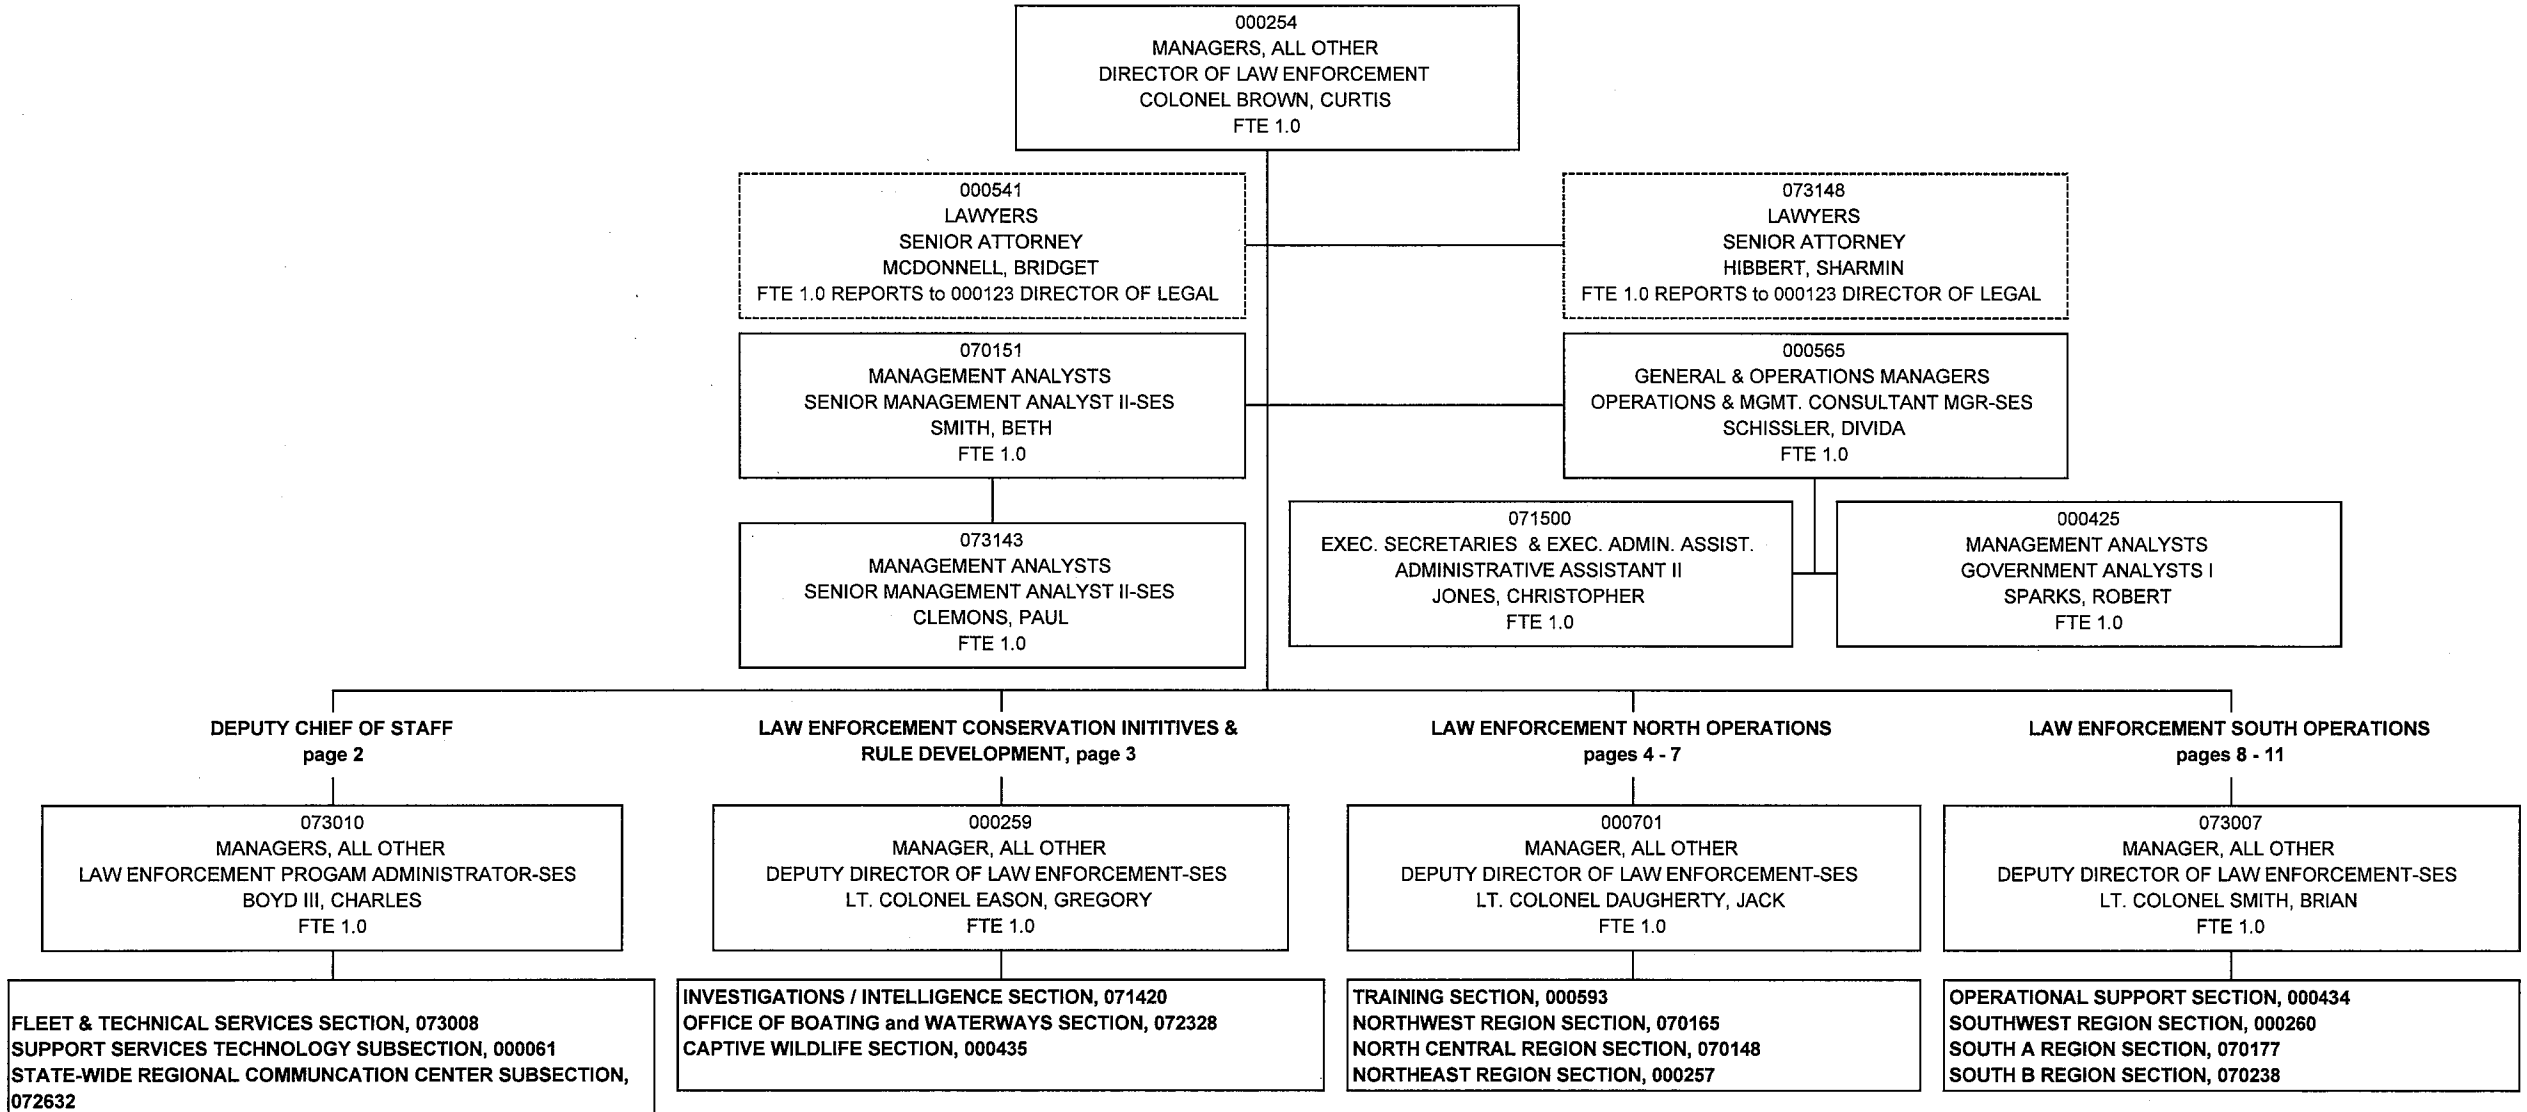 000254
MANAGERS, ALL OTHER
DIRECTOR OF LAW ENFORCEMENT
COLONEL BROWN, CURTIS
FTE 1.0
000541
LAWYERS
SENIOR ATTORNEY
MCDONNELL, BRIDGET
FTE 1.0 REPORTS to 000123 DIRECTOR OF LEGAL
073148
LAWYERS
SENIOR ATTORNEY
HIBBERT, SHARMIN
FTE 1.0 REPORTS to 000123 DIRECTOR OF LEGAL
070151
MANAGEMENT ANALYSTS
SENIOR MANAGEMENT ANALYST II-SES
SMITH, BETH
FTE 1.0
000565
GENERAL & OPERATIONS MANAGERS
OPERATIONS & MGMT. CONSULTANT MGR-SES
SCHISSLER, DIVIDA
FTE 1.0
073143
MANAGEMENT ANALYSTS
SENIOR MANAGEMENT ANALYST II-SES
CLEMONS, PAUL
FTE 1.0
071500
EXEC. SECRETARIES & EXEC. ADMIN. ASSIST.
ADMINISTRATIVE ASSISTANT II
JONES, CHRISTOPHER
FTE 1.0
000425
MANAGEMENT ANALYSTS
GOVERNMENT ANALYSTS I
SPARKS, ROBERT
FTE 1.0
DEPUTY CHIEF OF STAFF
page 2
LAW ENFORCEMENT CONSERVATION INITITIVES &
RULE DEVELOPMENT, page 3
LAW ENFORCEMENT NORTH OPERATIONS
pages 4 - 7
LAW ENFORCEMENT SOUTH OPERATIONS
pages 8 - 11
073010
MANAGERS, ALL OTHER
LAW ENFORCEMENT PROGAM ADMINISTRATOR-SES
BOYD III, CHARLES
FTE 1.0
000259
MANAGER, ALL OTHER
DEPUTY DIRECTOR OF LAW ENFORCEMENT-SES
LT. COLONEL EASON, GREGORY
FTE 1.0
000701
MANAGER, ALL OTHER
DEPUTY DIRECTOR OF LAW ENFORCEMENT-SES
LT. COLONEL DAUGHERTY, JACK
FTE 1.0
073007
MANAGER, ALL OTHER
DEPUTY DIRECTOR OF LAW ENFORCEMENT-SES
LT. COLONEL SMITH, BRIAN
FTE 1.0
FLEET & TECHNICAL SERVICES SECTION, 073008
SUPPORT SERVICES TECHNOLOGY SUBSECTION, 000061
STATE-WIDE REGIONAL COMMUNCATION CENTER SUBSECTION,
072632
INVESTIGATIONS / INTELLIGENCE SECTION, 071420
OFFICE OF BOATING and WATERWAYS SECTION, 072328
CAPTIVE WILDLIFE SECTION, 000435
TRAINING SECTION, 000593
NORTHWEST REGION SECTION, 070165
NORTH CENTRAL REGION SECTION, 070148
NORTHEAST REGION SECTION, 000257
OPERATIONAL SUPPORT SECTION, 000434
SOUTHWEST REGION SECTION, 000260
SOUTH A REGION SECTION, 070177
SOUTH B REGION SECTION, 070238